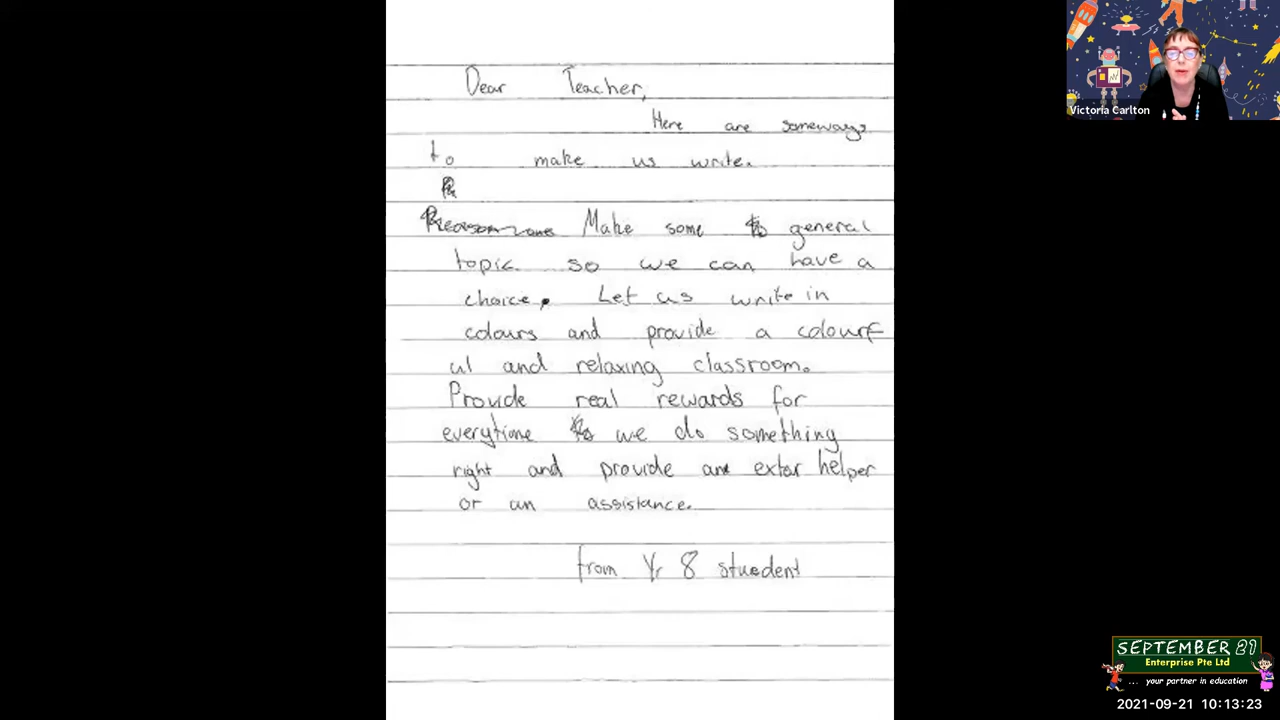 Dear Teacher,
Here are someways
to make us write.
Make some general
topic so we can have a
choice. Let us write in
colours and provide a colourf
ul and relaxing classroom.
Provide real rewards for
everytime we do something
right and provide an extar helper
or an assistance.
from Yr 8 stuedent
Victoria Carlton
SEPTEMBER 21
Enterprise Pte Ltd
... your partner in education
2021-09-21 10:13:23